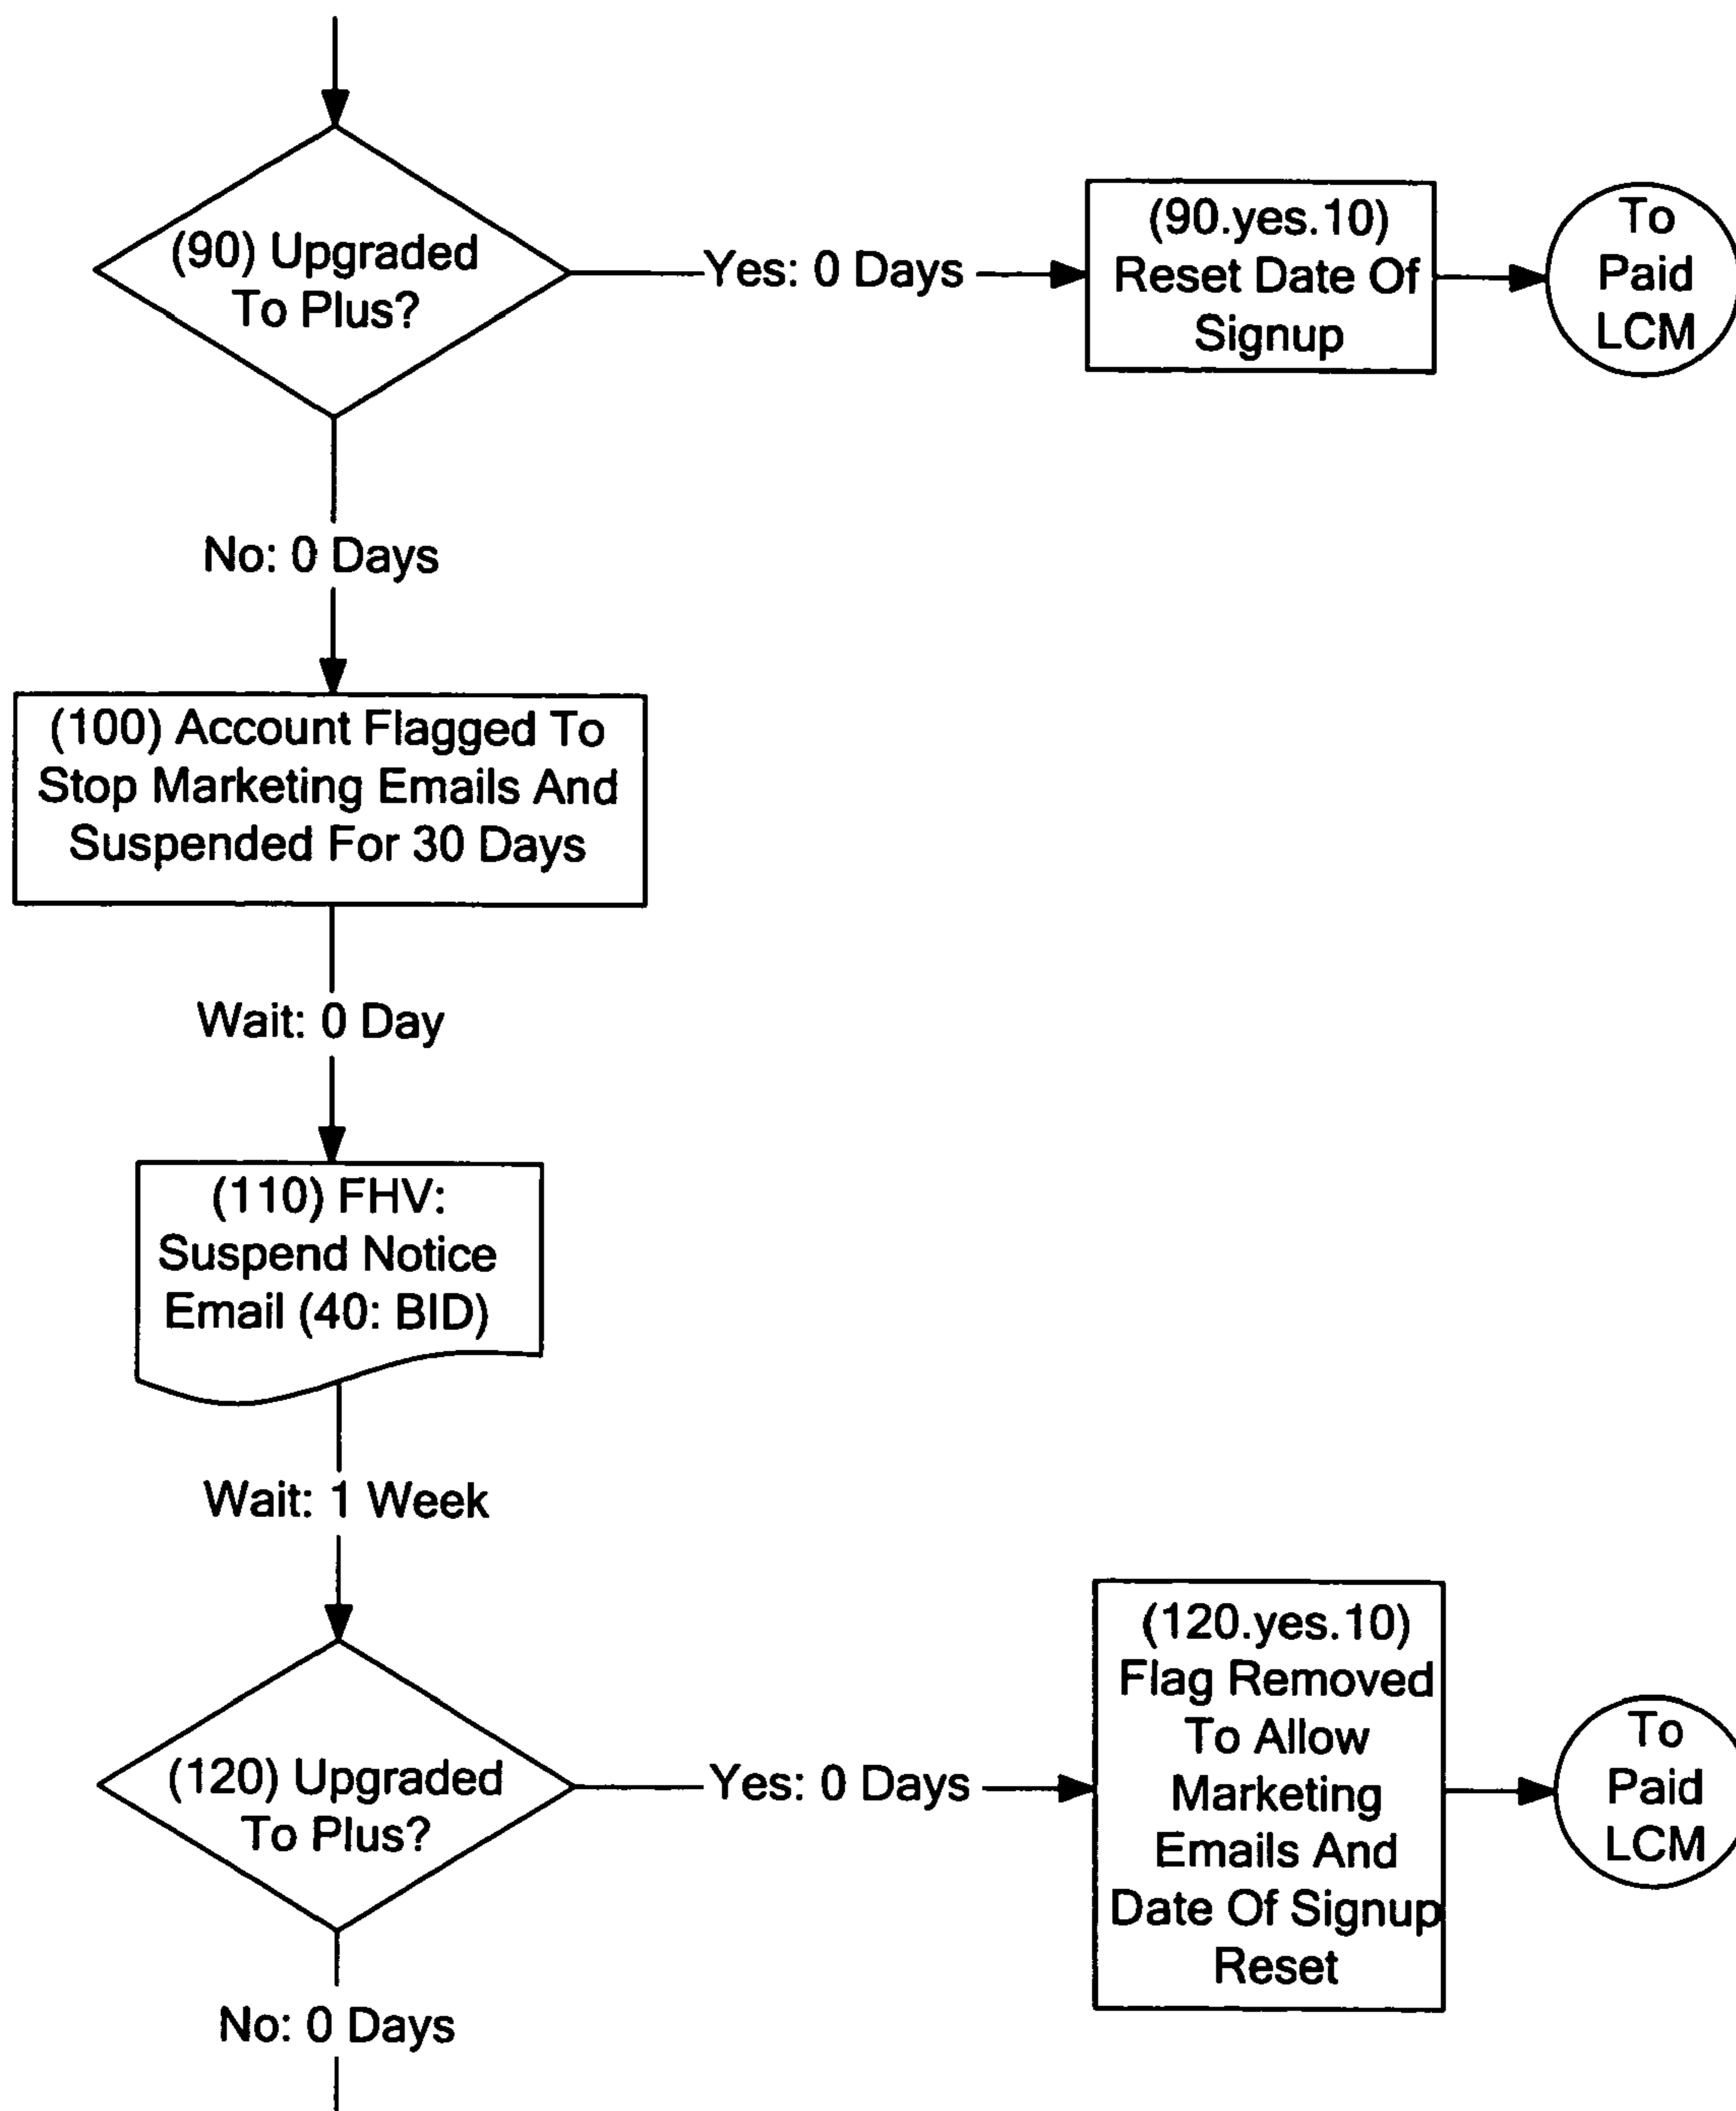 (90) Upgraded
To Plus?
Yes: 0 Days
(90.yes.10)
Reset Date Of
Signup
To
Paid
LCM
No: 0 Days
(100) Account Flagged To
Stop Marketing Emails And
Suspended For 30 Days
Wait: 0 Day
(110) FHV:
Suspend Notice
Email (40: BID)
Wait: 1 Week
(120) Upgraded
To Plus?
Yes: 0 Days
(120.yes.10)
Flag Removed
To Allow
Marketing
Emails And
Date Of Signup
Reset
To
Paid
LCM
No: 0 Days